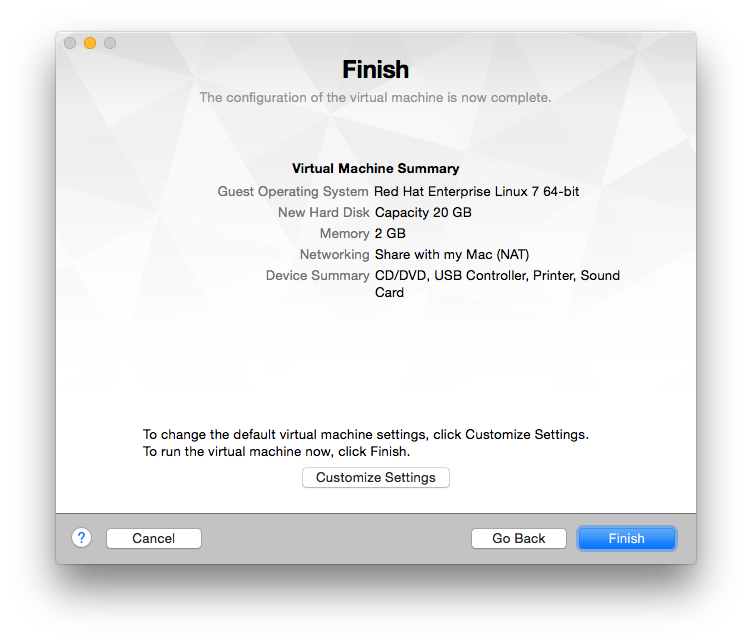 Finish
The configuration of the virtual machine is now complete.
Virtual Machine Summary
Guest Operating System Red Hat Enterprise Linux 7 64-bit
New Hard Disk Capacity 20 GB
Memory 2 GB
Networking Share with my Mac (NAT)
Device Summary CD/DVD, USB Controller, Printer, Sound
Card
To change the default virtual machine settings, click Customize Settings.
To run the virtual machine now, click Finish.
Customize Settings
? Cancel Go Back Finish